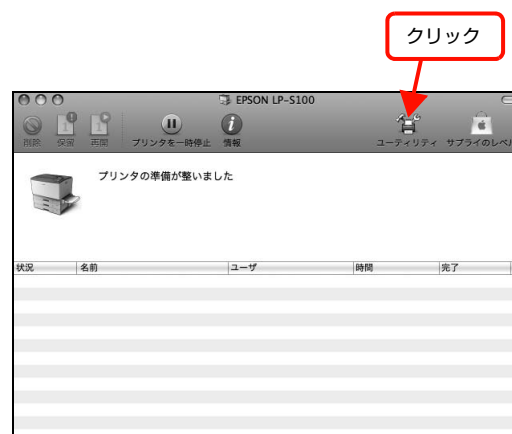 クリック
EPSON LP-S100
削除 保留 再開 プリンタを一時停止 情報 ユーティリティ サプライのレベル
プリンタの準備が整いました
状況 名前 ユーザ 時間 完了